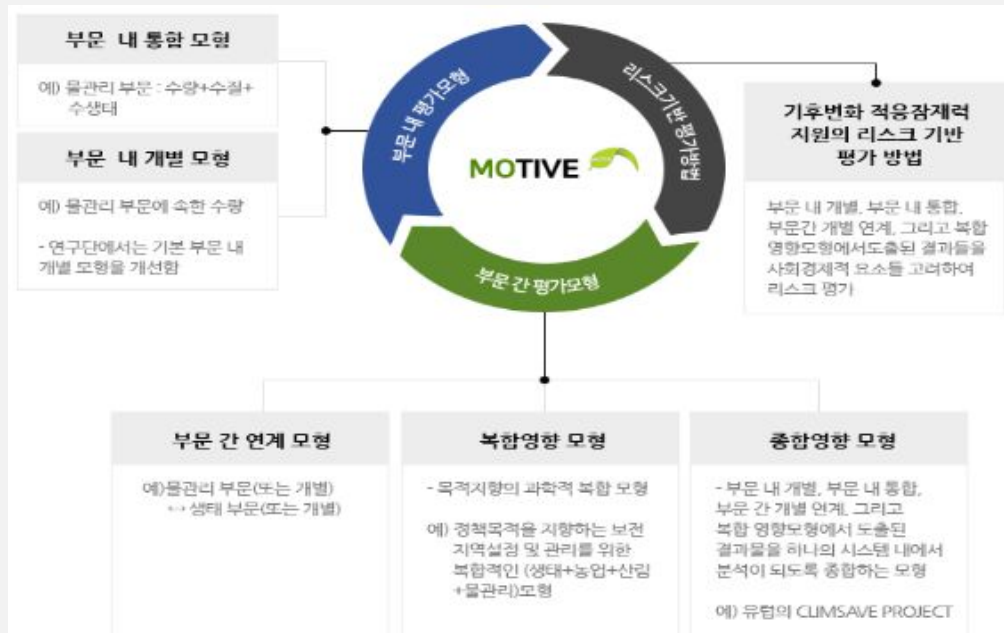 부문 내 통합 모형
예) 물관리 부문 : 수량+수질+
수생태
부문 내 개별 모형
예) 물관리 부문에 속한 수량
- 연구단에서는 기본 부문 내
개별 모형을 개선함
부문 내 평가모형
리스크기반 평가방법
MOTIVE
부문 간 평가모형
기후변화 적응잠재력
지원의 리스크 기반
평가 방법
부문 내 개별, 부문 내 통합,
부문간 개별 연계, 그리고 복합
영향모형에서도출된 결과들을
사회경제적 요소들 고려하여
리스크 평가
부문 간 연계 모형
예)물관리 부문(또는 개별)
↔ 생태 부문(또는 개별)
복합영향 모형
- 목적지향의 과학적 복합 모형
예) 정책목적을 지향하는 보전
지역설정 및 관리를 위한
복합적인 (생태+농업+산림
+물관리)모형
종합영향 모형
- 부문 내 개별, 부문 내 통합,
부문 간 개별 연계, 그리고
복합 영향모형에서 도출된
결과물을 하나의 시스템 내에서
분석이 되도록 종합하는 모형
예) 유럽의 CLIMSAVE PROJECT